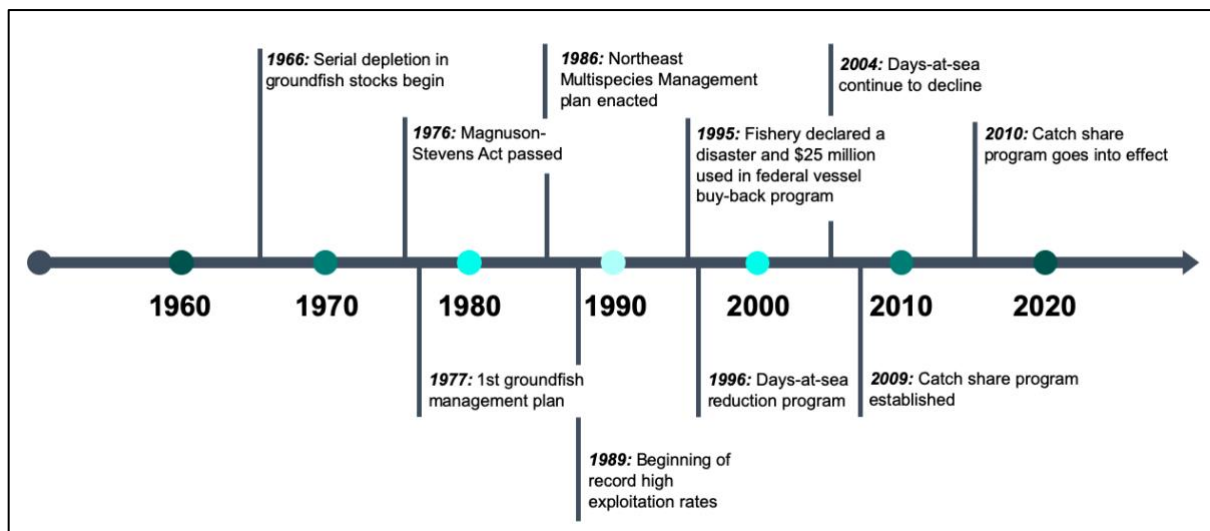 1966: Serial depletion in
groundfish stocks begin
1976: Magnuson-
Stevens Act passed
1986: Northeast
Multispecies Management
plan enacted
1995: Fishery declared a
disaster and $25 million
used in federal vessel
buy-back program
2004: Days-at-sea
continue to decline
2010: Catch share
program goes into effect
1960
1970
1980
1990
2000
2010
2020
1977: 1st groundfish
management plan
1989: Beginning of
record high
exploitation rates
1996: Days-at-sea
reduction program
2009: Catch share program
established